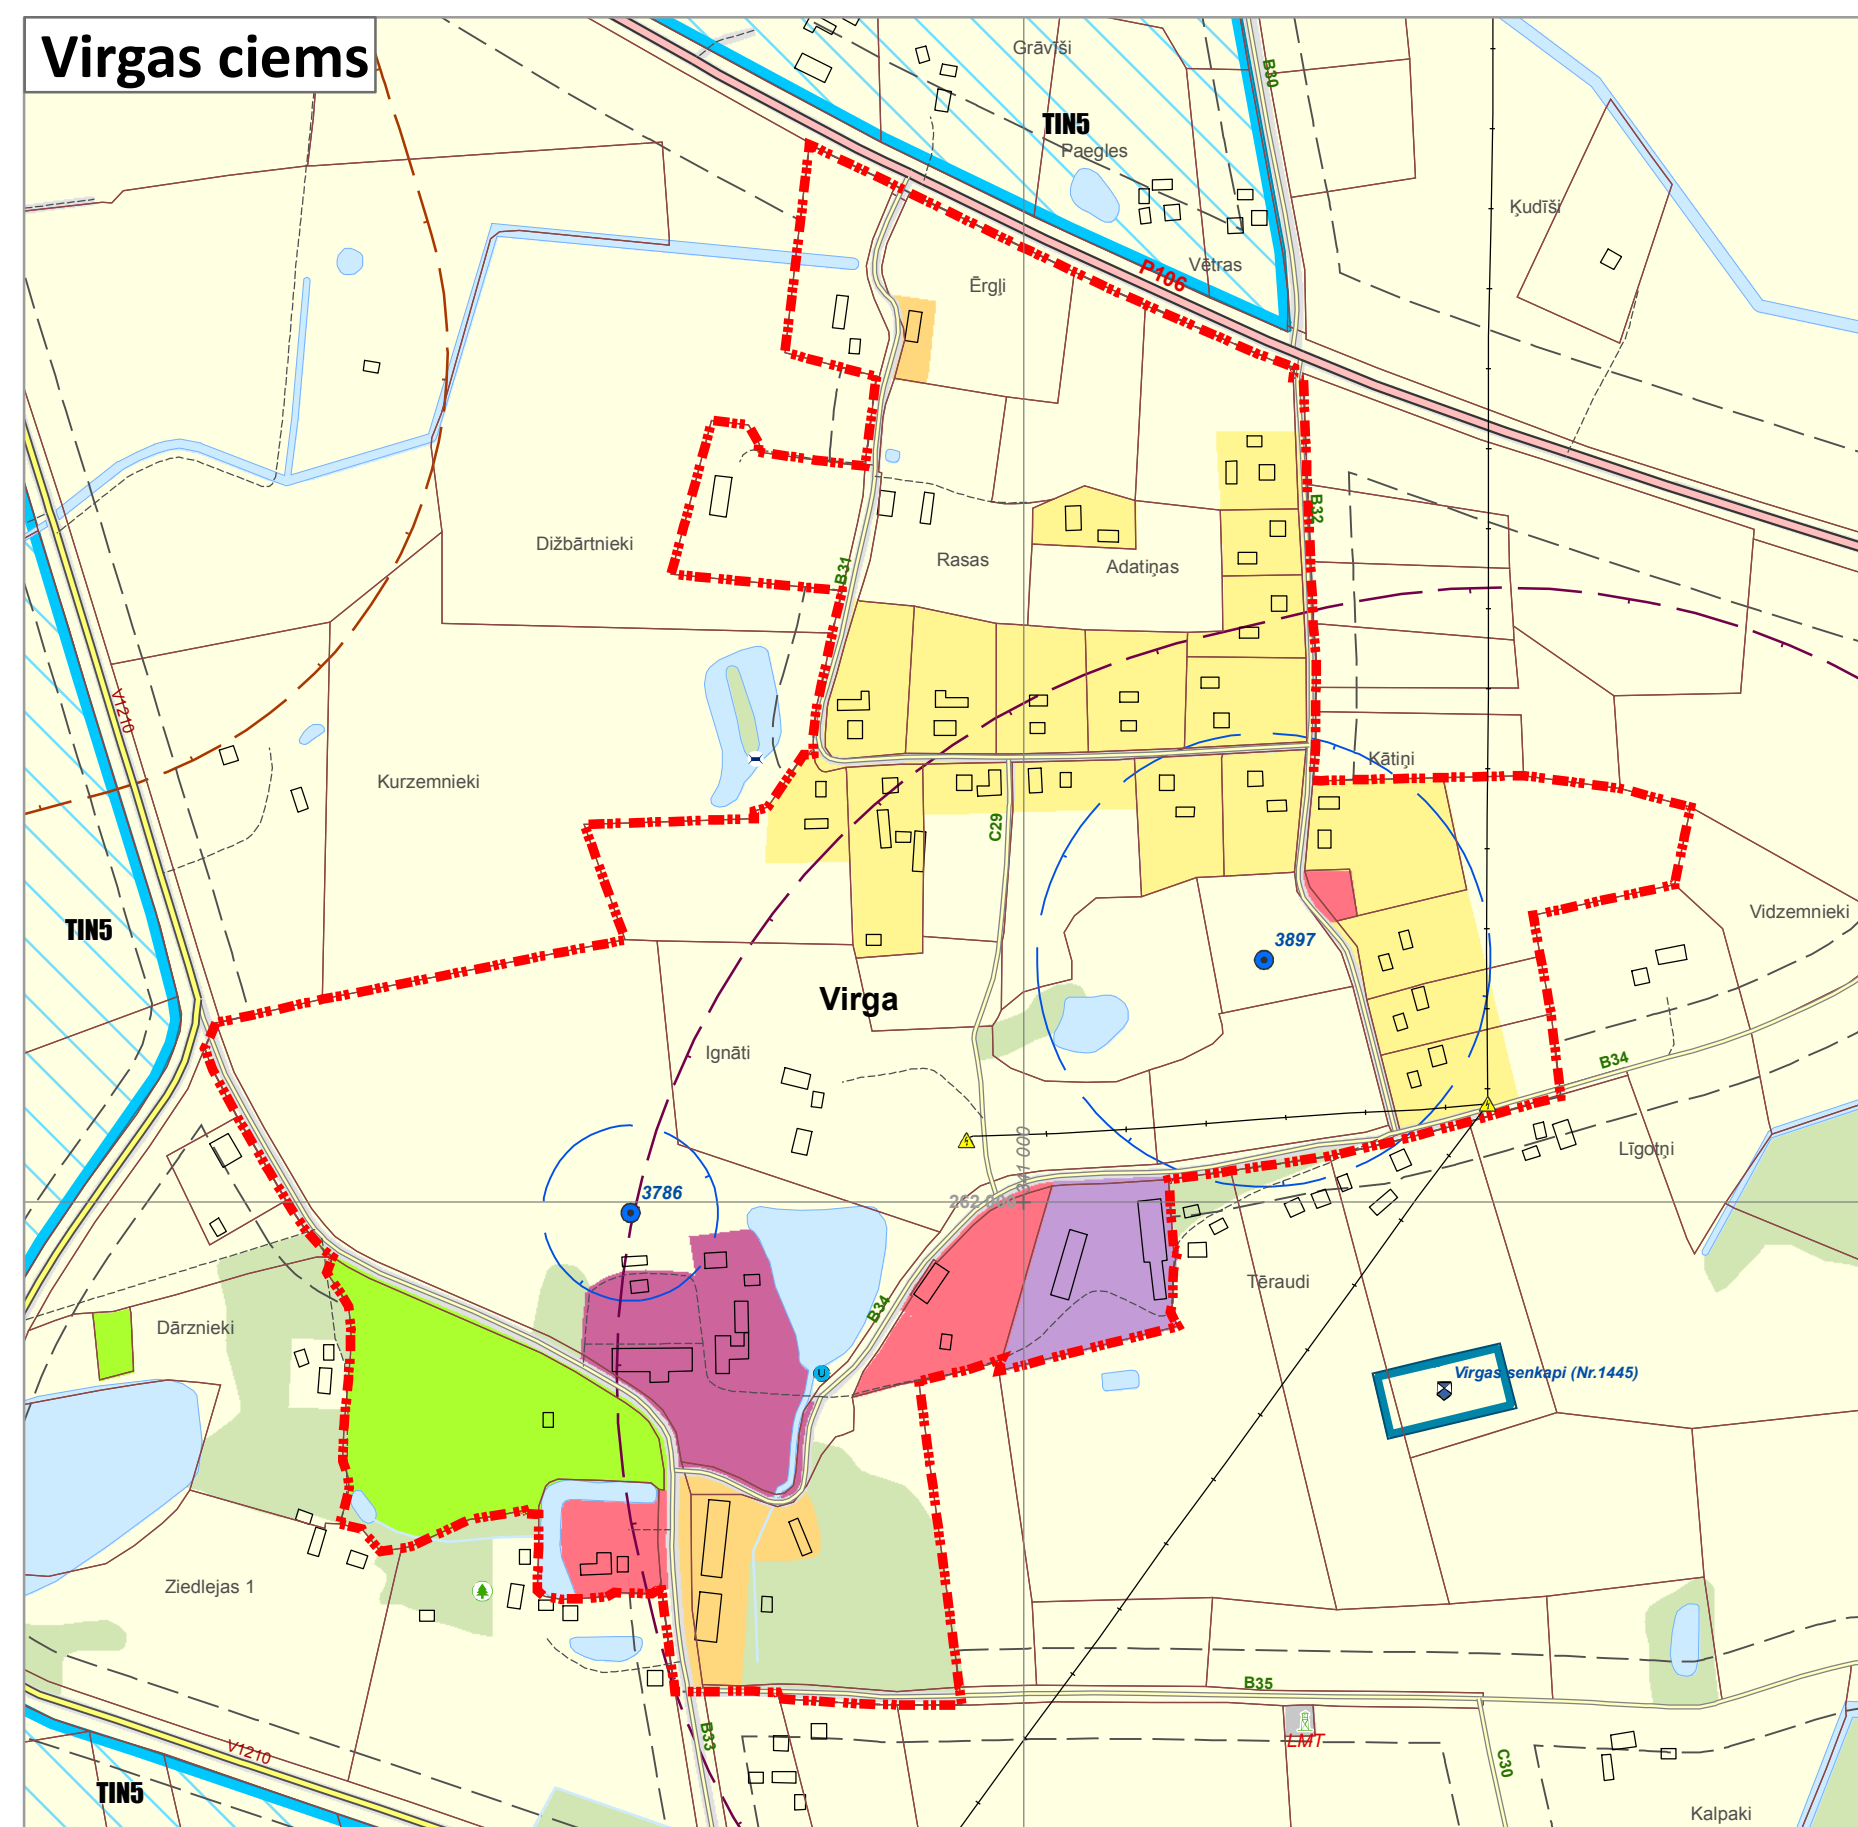 Virgas ciems
Grāvīši
B30
TIN5
Paegles
Ķudīši
Vētras
P106
Ērgļi
B32
Dižbārtnieki
B31
Rasas
Adatiņas
V1210
Kātiņi
Kurzemnieki
C29
TIN5
3897
Vidzemnieki
Virga
Ignāti
B34
341 000
Līgotņi
3786
262 000
Tēraudi
B34
Dārznieki
U
Virgas senkapi (Nr.1445)
Ziedlejas 1
B35
B33
LMT
V1210
C30
TIN5
Kalpaki